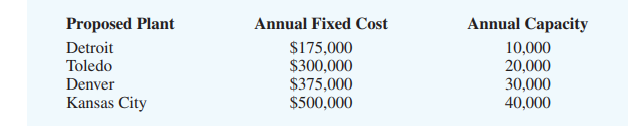 Proposed Plant Annual Fixed Cost Annual Capacity
Detroit $175,000 10,000
Toledo $300,000 20,000
Denver $375,000 30,000
Kansas City $500,000 40,000